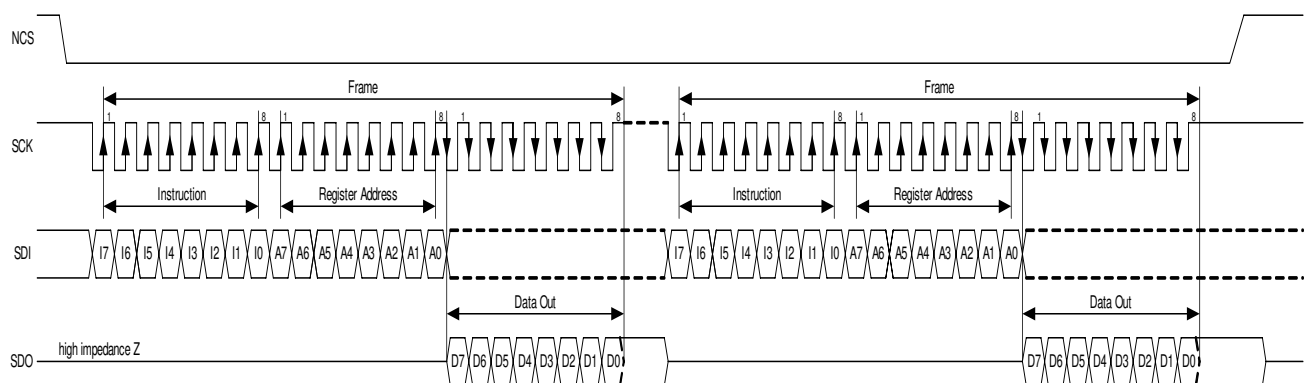 NCS
Frame Frame
SCK 1 8 1 8 1 8 1 8 1 8 1 8
Instruction Register Address Instruction Register Address
SDI I7 I6 I5 I4 I3 I2 I1 I0 A7 A6 A5 A4 A3 A2 A1 A0 I7 I6 I5 I4 I3 I2 I1 I0 A7 A6 A5 A4 A3 A2 A1 A0
Data Out Data Out
high impedance Z
SDO D7 D6 D5 D4 D3 D2 D1 D0 D7 D6 D5 D4 D3 D2 D1 D0